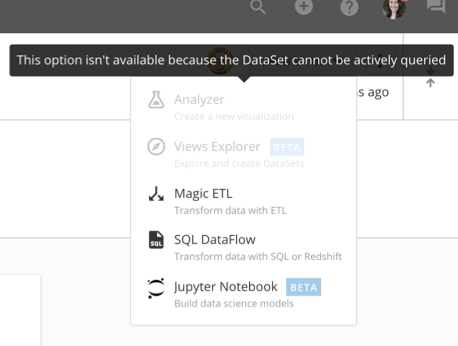 This option isn't available because the DataSet cannot be actively queried
s ago
Analyzer
Create a new visualization
Views Explorer BETA
Explore and create DataSets
Magic ETL
Transform data with ETL
SQL DataFlow
SQL
Transform data with SQL or Redshift
Jupyter Notebook BETA
Build data science models